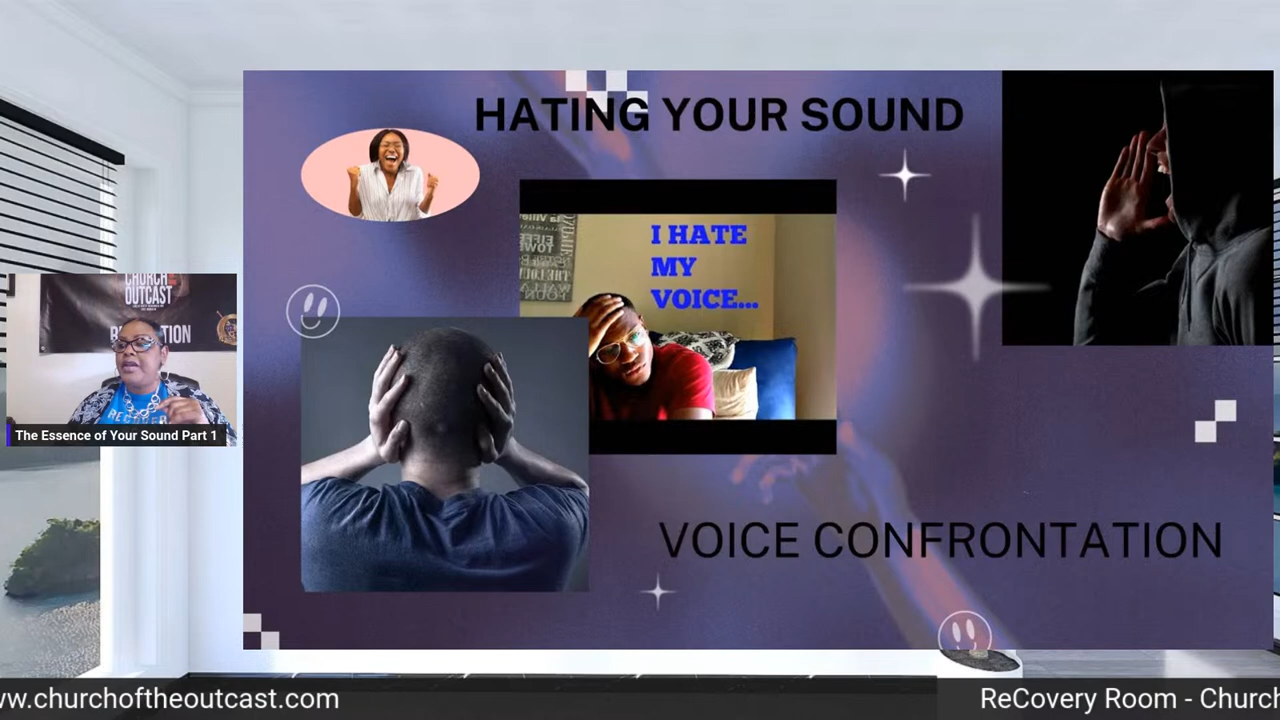 HATING YOUR SOUND
I HATE
MY
VOICE...
CHURCH
OUTCAST
The Essence of Your Sound Part 1
VOICE CONFRONTATION
w.churchoftheoutcast.com
ReCovery Room - Church